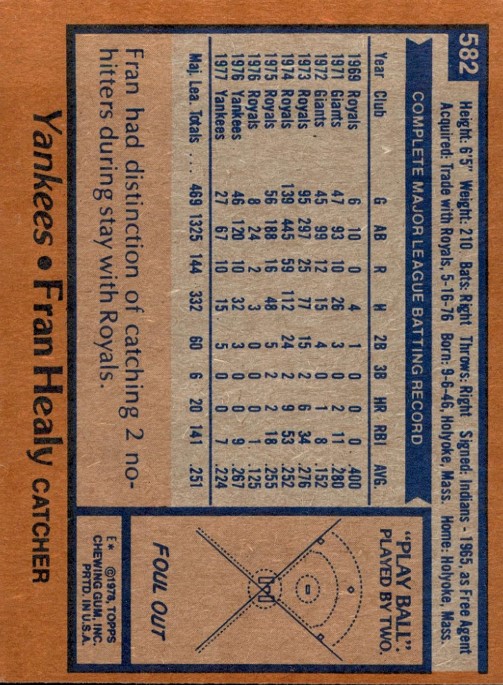 582
Height: 6'5" Weight: 210 Bats: Right Throws: Right Signed: Indians - 1965, as Free Agent
Acquired: Trade with Royals, 5-16-76 Born: 9-6-46, Holyoke, Mass. Home: Holyoke, Mass.
COMPLETE MAJOR LEAGUE BATTING RECORD
Year Club G AB R H 2B 3B HR RBI AVG.
1969 Royals 6 10 0 4 1 0 0 0 .400
1971 Giants 47 93 10 26 3 0 2 11 .280
1972 Giants 45 99 12 15 4 0 1 8 .152
1973 Royals 95 297 25 77 15 2 6 34 .276
1974 Royals 139 445 59 112 24 2 9 53 .252
1975 Royals 56 188 16 48 5 2 2 18 .255
1976 Royals 8 24 2 3 0 0 0 1 .125
1976 Yankees 46 120 10 32 3 0 0 9 .267
1977 Yankees 27 67 10 15 5 0 0 7 .224
Maj. Lea. Totals ... 469 1325 144 332 60 6 20 141 .251
Fran had distinction of catching 2 no-
hitters during stay with Royals.
"PLAY BALL".
PLAYED BY TWO.
FOUL OUT
E* ©1978 TOPPS
CHEWING GUM, INC.
PRTD. IN U.S.A.
Yankees • Fran Healy CATCHER